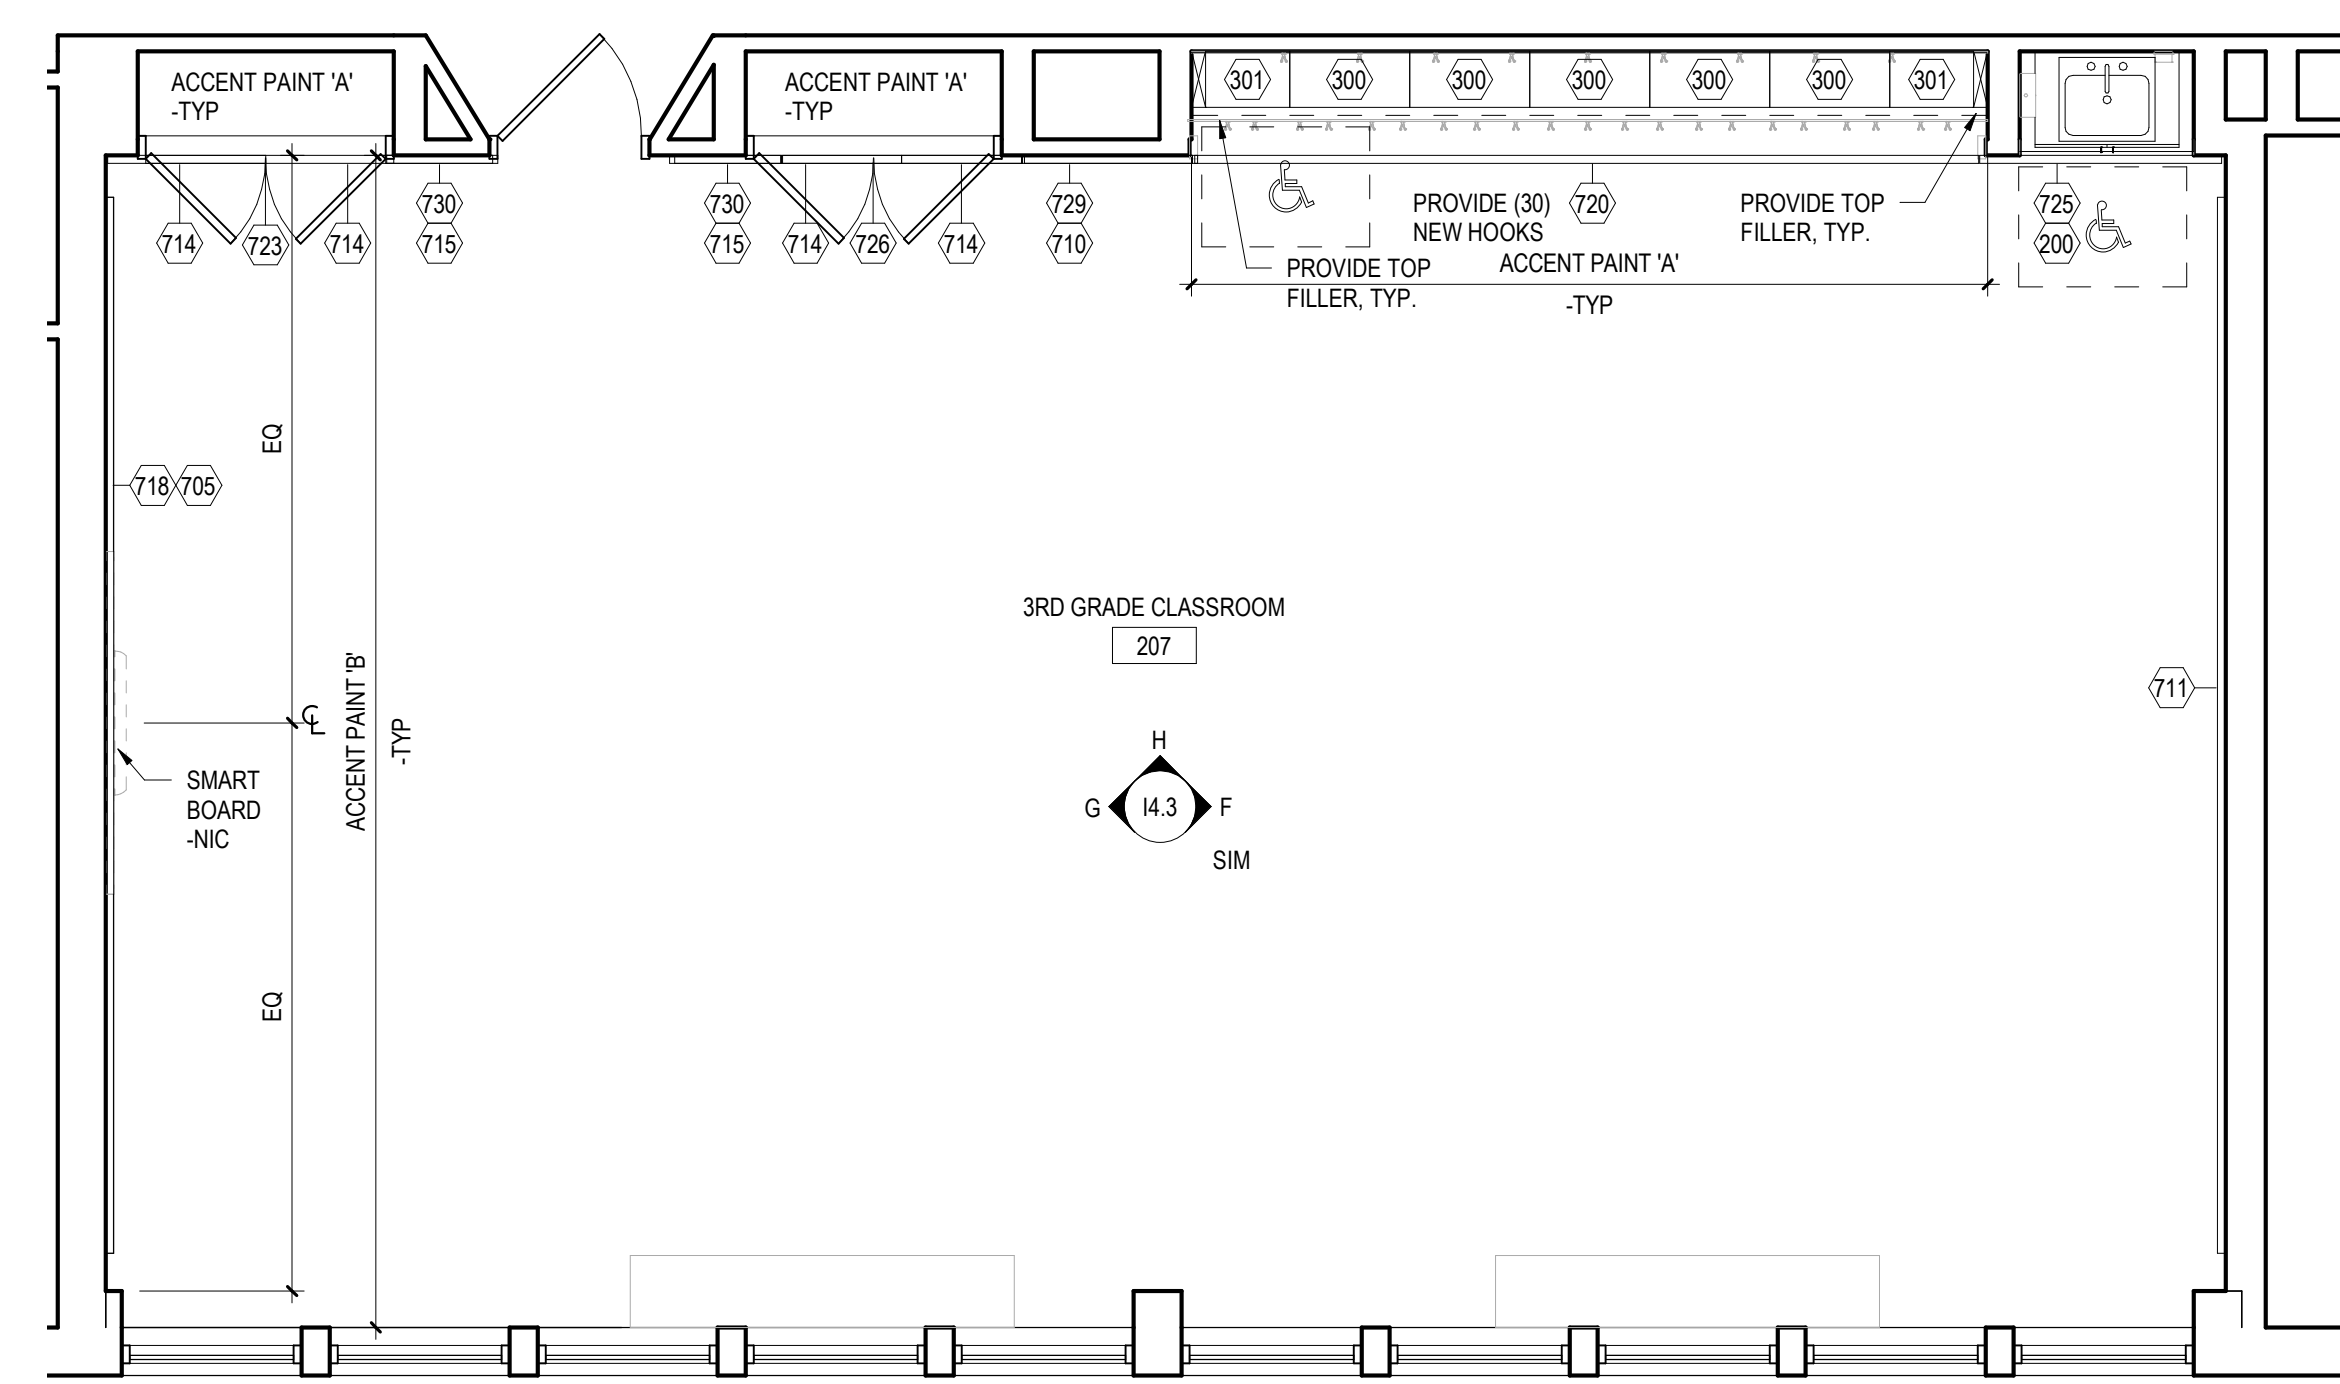 ACCENT PAINT 'A'
-TYP
ACCENT PAINT 'A'
-TYP
301
300
300
300
300
300
301
714
723
714
730
715
730
715
714
726
714
729
710
PROVIDE (30)
NEW HOOKS
720
PROVIDE TOP
FILLER, TYP.
725
200
PROVIDE TOP
FILLER, TYP.
ACCENT PAINT 'A'
-TYP
EQ
718
705
3RD GRADE CLASSROOM
207
711
ACCENT PAINT 'B'
-TYP
CL
SMART
BOARD
-NIC
H
G
I4.3
F
SIM
EQ